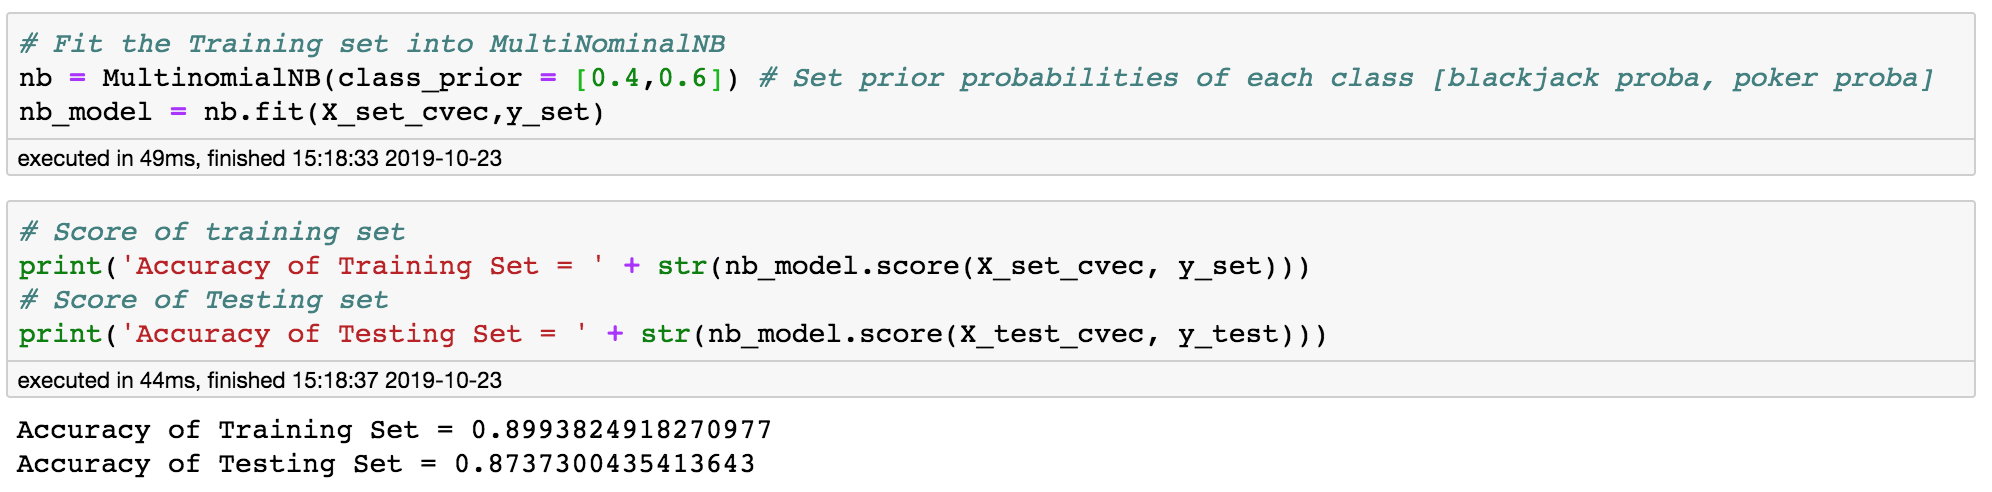 # Fit the Training set into MultiNominalNB
nb = MultinomialNB(class_prior = [0.4,0.6]) # Set prior probabilities of each class [blackjack proba, poker proba]
nb_model = nb.fit(X_set_cvec,y_set)
executed in 49ms, finished 15:18:33 2019-10-23
# Score of training set
print('Accuracy of Training Set = ' + str(nb_model.score(X_set_cvec, y_set)))
# Score of Testing set
print('Accuracy of Testing Set = ' + str(nb_model.score(X_test_cvec, y_test)))
executed in 44ms, finished 15:18:37 2019-10-23
Accuracy of Training Set = 0.8993824918270977
Accuracy of Testing Set = 0.8737300435413643